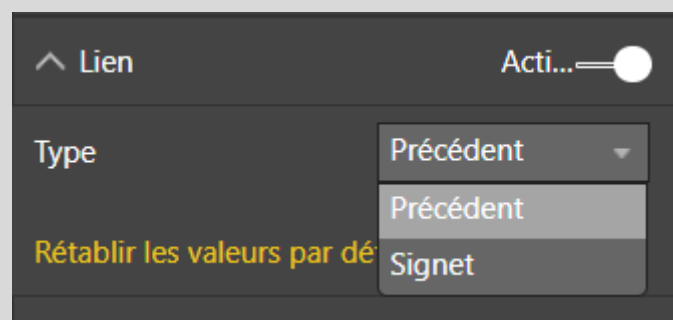 Lien Acti...
Type Précédent
Précédent
Rétablir les valeurs par dé
Signet